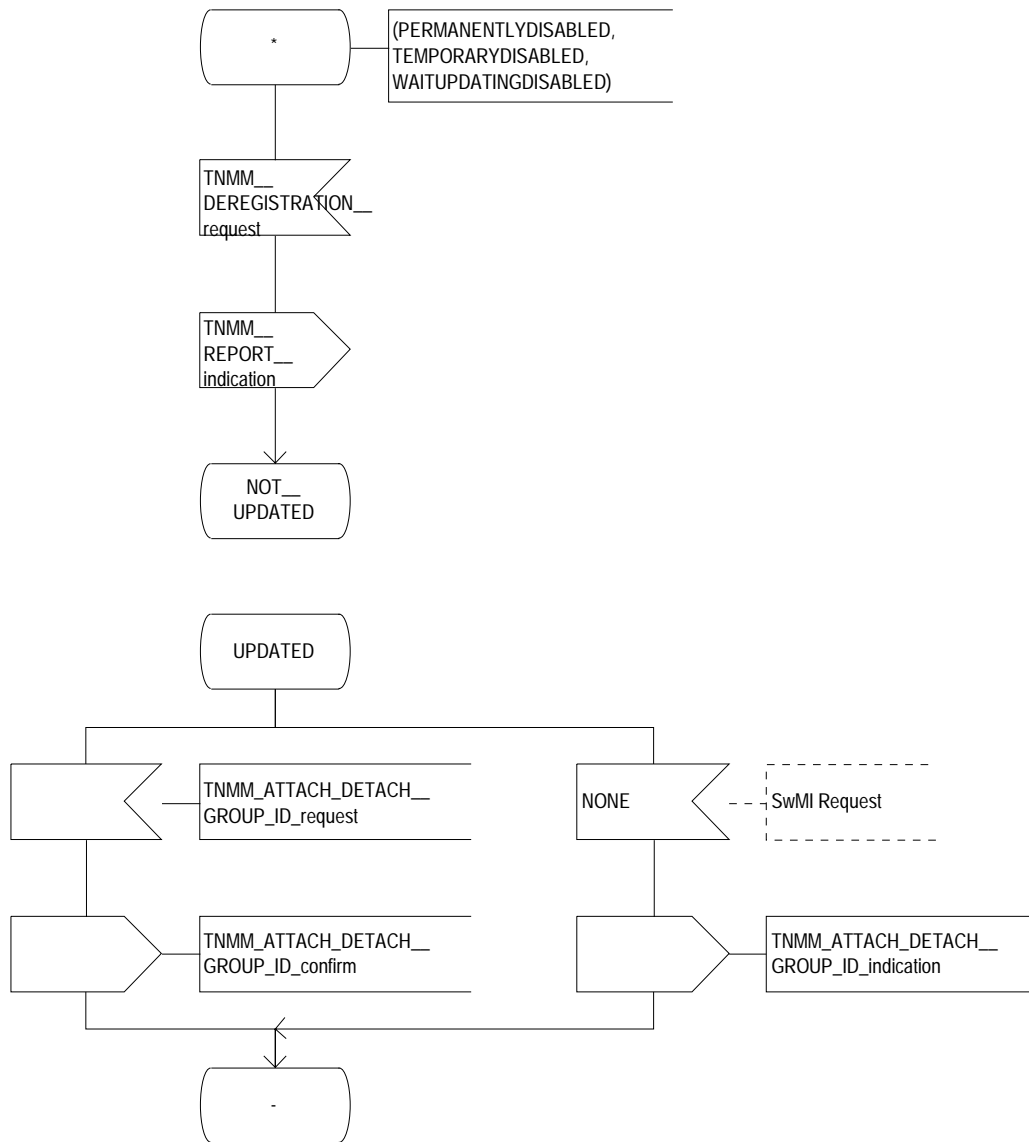 *
(PERMANENTLYDISABLED,
TEMPORARYDISABLED,
WAITUPDATINGDISABLED)
TNMM__
DEREGISTRATION__
request
TNMM__
REPORT__
indication
NOT__
UPDATED
UPDATED
TNMM_ATTACH_DETACH__
GROUP_ID_request
NONE
SwMI Request
TNMM_ATTACH_DETACH__
GROUP_ID_confirm
TNMM_ATTACH_DETACH__
GROUP_ID_indication
-